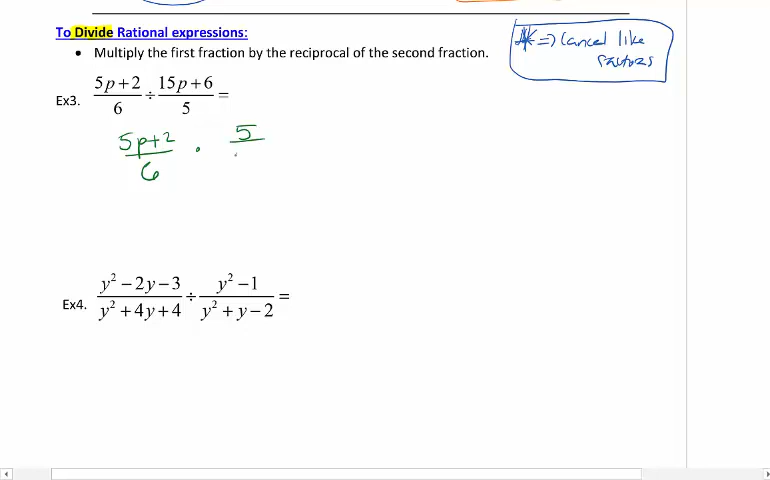 To Divide Rational expressions:
• Multiply the first fraction by the reciprocal of the second fraction.
⇒ Cancel like
factors
Ex3. (5p + 2)/6 ÷ (15p + 6)/5 =
(5p+2)/6 · 5/
Ex4. (y² − 2y − 3)/(y² + 4y + 4) ÷ (y² − 1)/(y² + y − 2) =